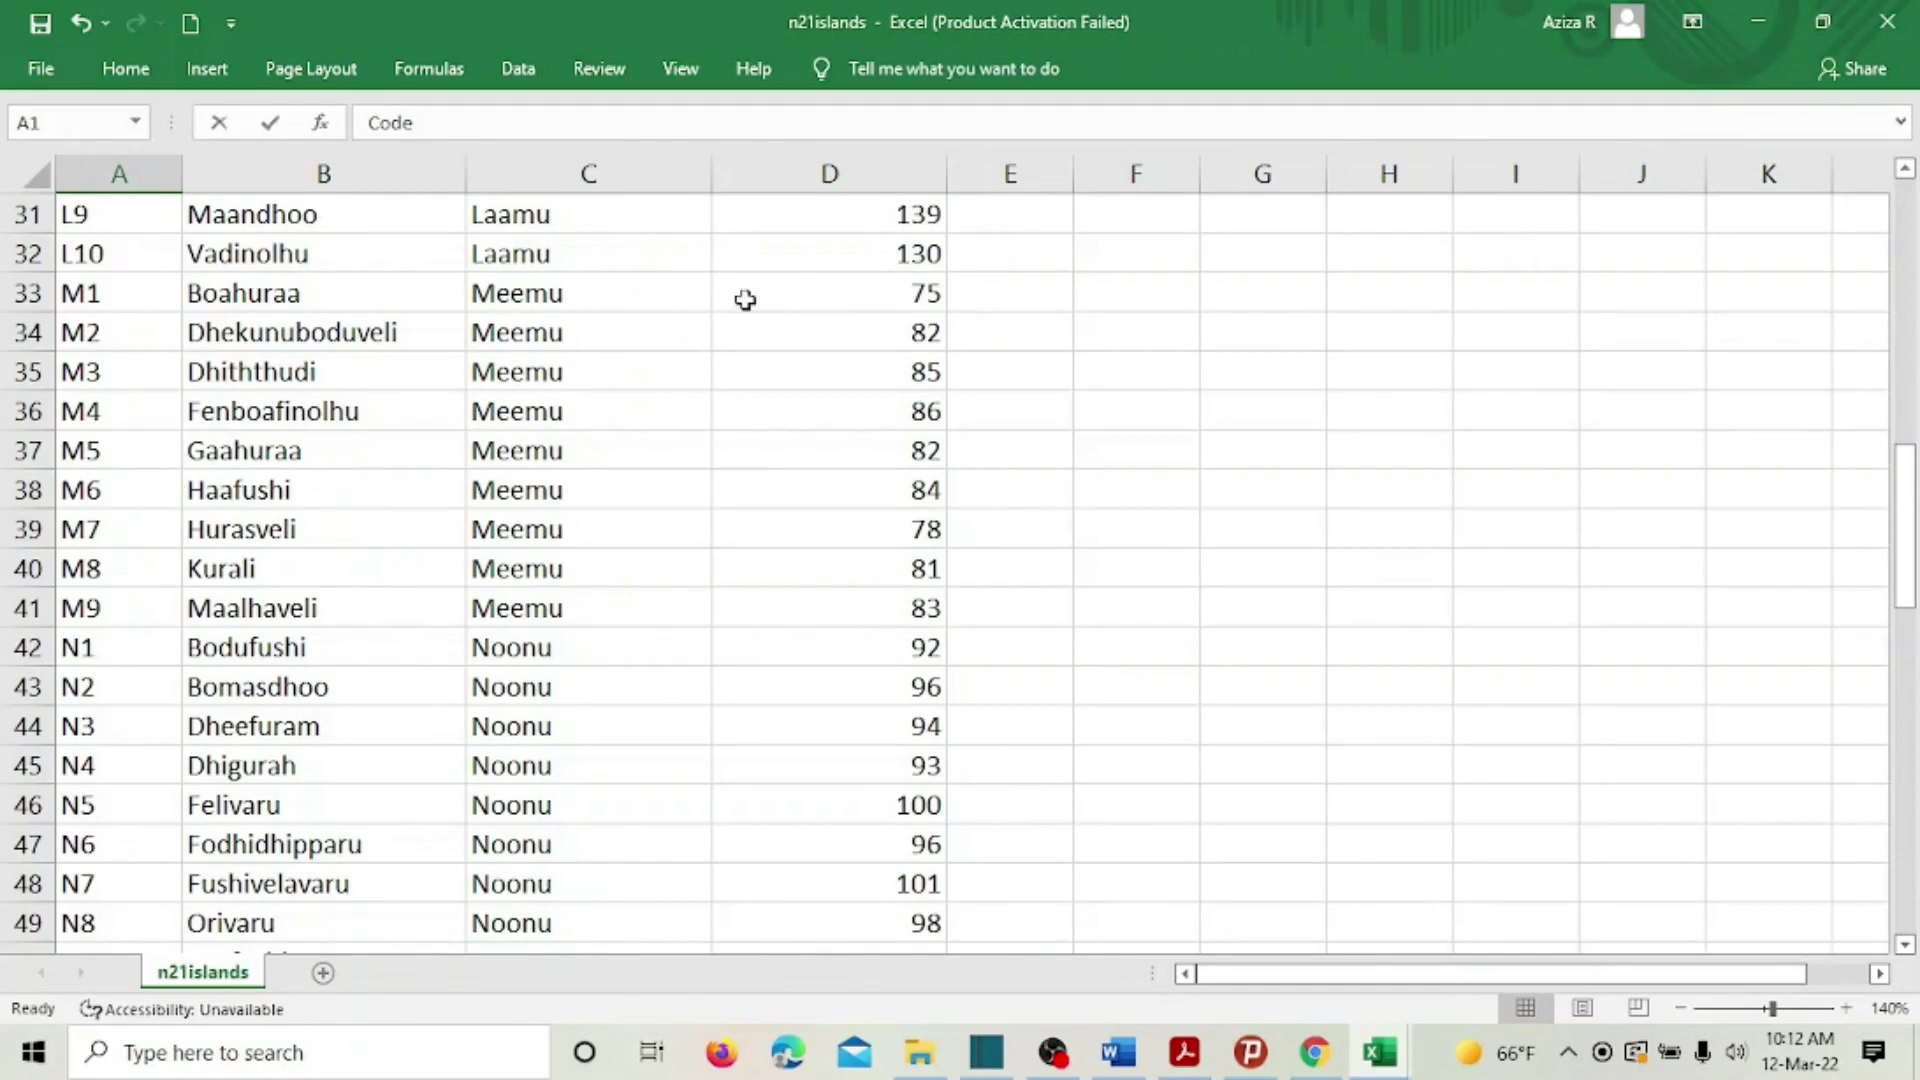 n21islands - Excel (Product Activation Failed)
Aziza R
File Home Insert Page Layout Formulas Data Review View Help Tell me what you want to do Share
A1 fx Code
A B C D E F G H I J K
31 L9 Maandhoo Laamu 139
32 L10 Vadinolhu Laamu 130
33 M1 Boahuraa Meemu 75
34 M2 Dhekunuboduveli Meemu 82
35 M3 Dhiththudi Meemu 85
36 M4 Fenboafinolhu Meemu 86
37 M5 Gaahuraa Meemu 82
38 M6 Haafushi Meemu 84
39 M7 Hurasveli Meemu 78
40 M8 Kurali Meemu 81
41 M9 Maalhaveli Meemu 83
42 N1 Bodufushi Noonu 92
43 N2 Bomasdhoo Noonu 96
44 N3 Dheefuram Noonu 94
45 N4 Dhigurah Noonu 93
46 N5 Felivaru Noonu 100
47 N6 Fodhidhipparu Noonu 96
48 N7 Fushivelavaru Noonu 101
49 N8 Orivaru Noonu 98
n21islands
Ready Accessibility: Unavailable 140%
Type here to search 66°F 10:12 AM
12-Mar-22